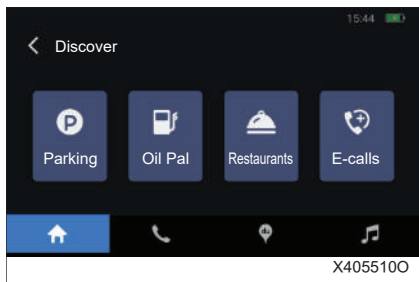 15:44
Discover
P
Parking
Oil Pal
Restaurants
E-calls
X405510O